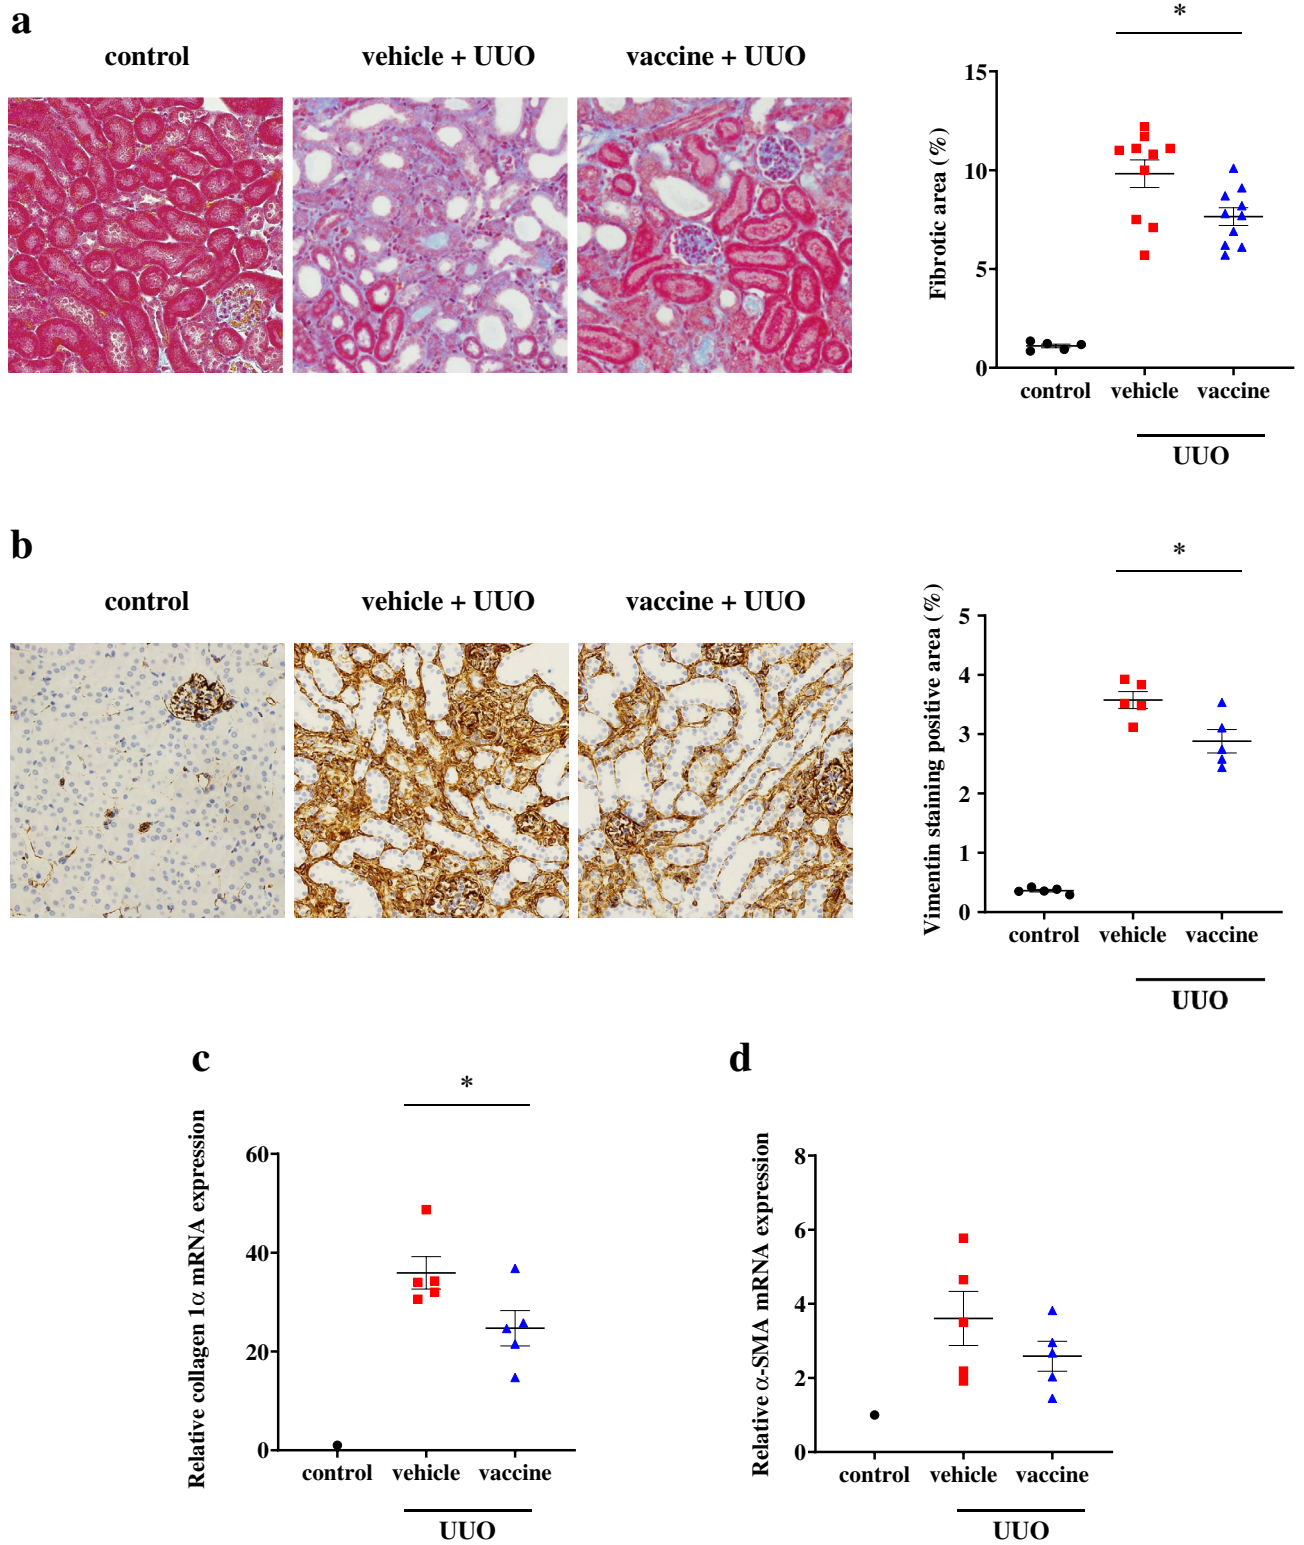 a
control
vehicle + UUO
vaccine + UUO
*
Fibrotic area (%)
15
10
5
0
control
vehicle
vaccine
UUO
b
control
vehicle + UUO
vaccine + UUO
*
Vimentin staining positive area (%)
5
4
3
2
1
0
control
vehicle
vaccine
UUO
c
*
Relative collagen 1α mRNA expression
60
40
20
0
control
vehicle
vaccine
UUO
d
Relative α-SMA mRNA expression
8
6
4
2
0
control
vehicle
vaccine
UUO